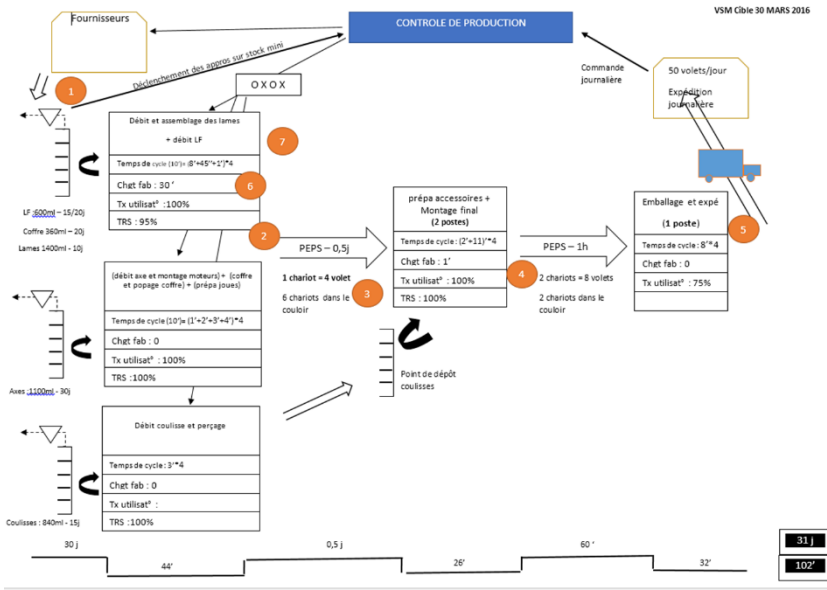 VSM Cible 30 MARS 2016
Fournisseurs
CONTROLE DE PRODUCTION
Déclenchement des appros sur stock mini
Commande
journalière
50 volets/jour
Expédition
journalière
1
O X O X
Débit et assemblage des lames
+ débit LF
Temps de cycle (10')= (8'+45''+1')*4
Chgt fab : 30 '
Tx utilisat° :100%
TRS : 95%
7
6
2
LF :600ml – 15/20j
Coffre 360ml – 20j
Lames 1400ml - 10j
PEPS – 0,5j
1 chariot = 4 volet
6 chariots dans le
couloir
3
prépa accessoires +
Montage final
(2 postes)
Temps de cycle : (2'+11)'*4
Chgt fab : 1'
Tx utilisat° : 100%
TRS : 100%
4
PEPS – 1h
2 chariots = 8 volets
2 chariots dans le
couloir
Emballage et expé
(1 poste)
Temps de cycle : 8'*4
Chgt fab : 0
Tx utilisat° : 75%
5
(débit axe et montage moteurs) + (coffre
et popage coffre) + (prépa joues)
Temps de cycle (10')= (1'+2'+3'+4')*4
Chgt fab : 0
Tx utilisat° : 100%
TRS : 100%
Axes :1100ml - 30j
Point de dépôt
coulisses
Débit coulisse et perçage
Temps de cycle : 3'*4
Chgt fab : 0
Tx utilisat° :
TRS :100%
Coulisses : 840ml - 15j
30 j
44'
0,5 j
26'
60 '
32'
31 j
102'